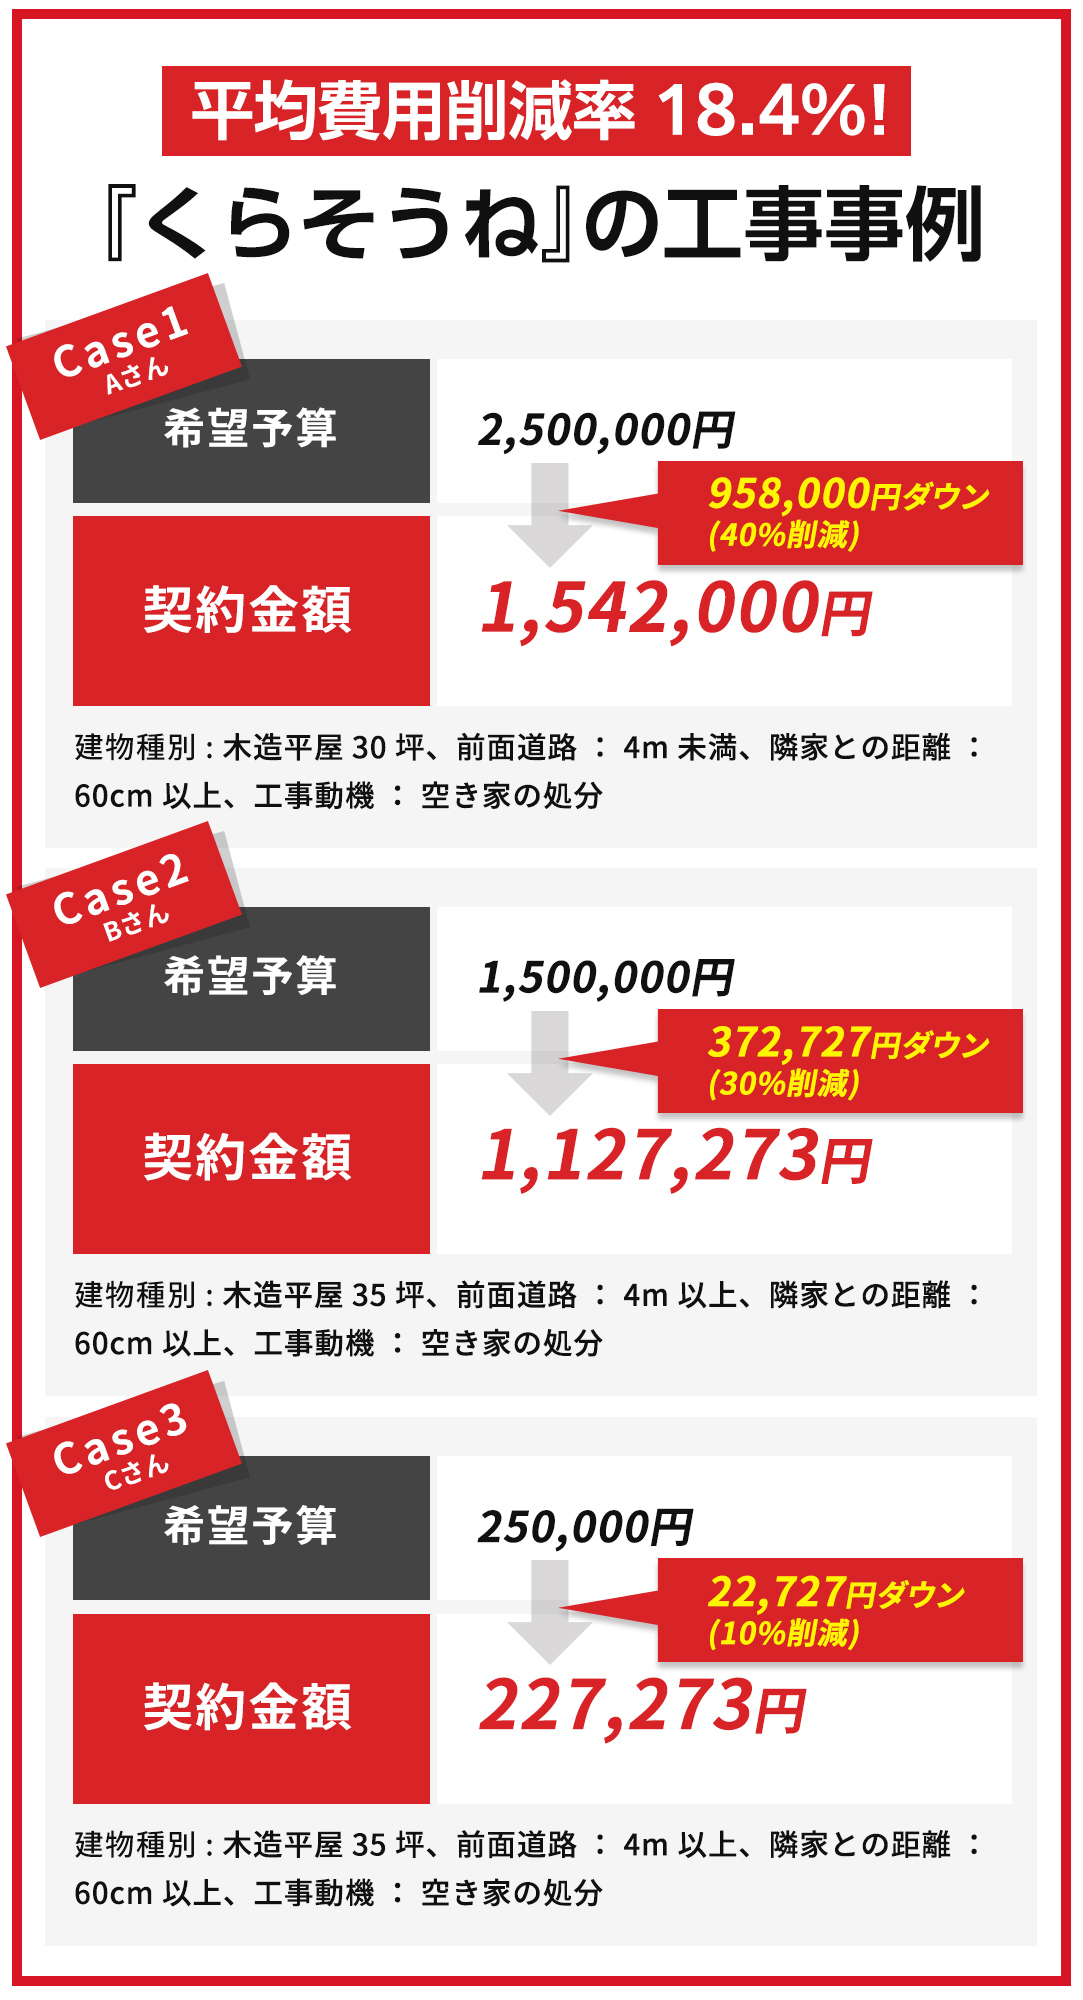 平均費用削減率 18.4%!
『くらそうね』の工事事例
Case1
Aさん
希望予算
2,500,000円
958,000円ダウン
(40%削減)
契約金額
1,542,000円
建物種別 : 木造平屋 30 坪、前面道路 ： 4m 未満、隣家との距離 ：
60cm 以上、工事動機 ： 空き家の処分
Case2
Bさん
希望予算
1,500,000円
372,727円ダウン
(30%削減)
契約金額
1,127,273円
建物種別 : 木造平屋 35 坪、前面道路 ： 4m 以上、隣家との距離 ：
60cm 以上、工事動機 ： 空き家の処分
Case3
Cさん
希望予算
250,000円
22,727円ダウン
(10%削減)
契約金額
227,273円
建物種別 : 木造平屋 35 坪、前面道路 ： 4m 以上、隣家との距離 ：
60cm 以上、工事動機 ： 空き家の処分